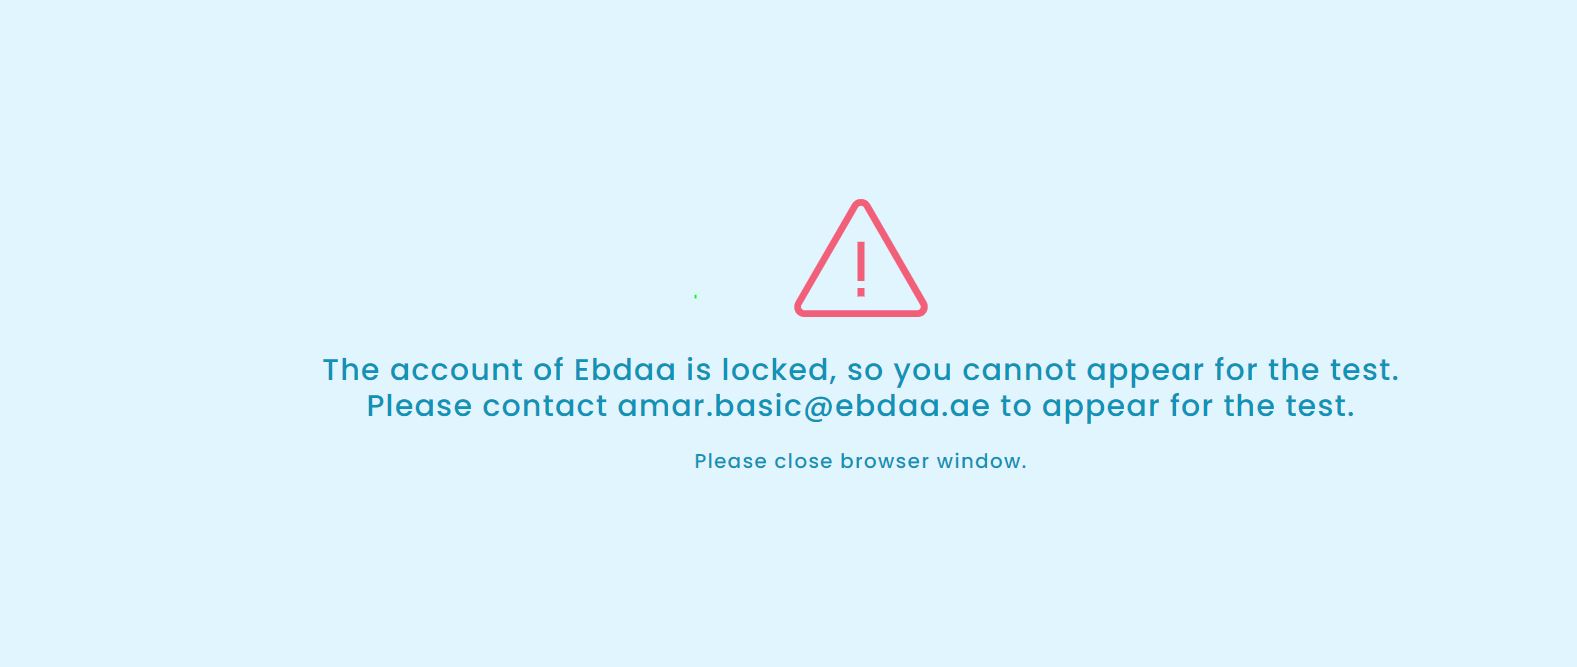 The account of Ebdaa is locked, so you cannot appear for the test.
Please contact amar.basic@ebdaa.ae to appear for the test.
Please close browser window.